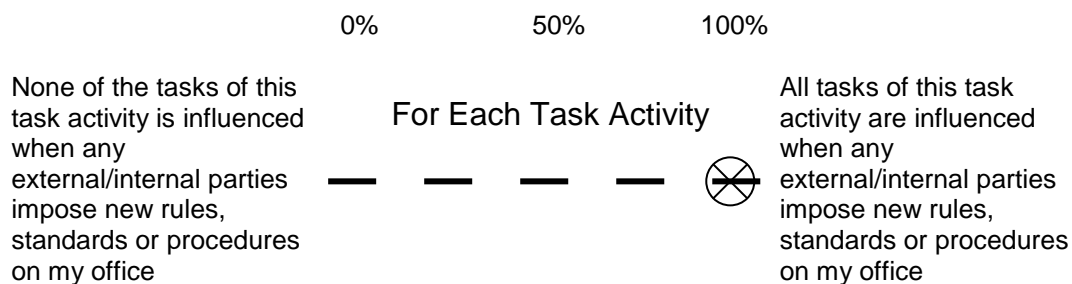 0% 50% 100%
None of the tasks of this
task activity is influenced
when any
external/internal parties
impose new rules,
standards or procedures
on my office
For Each Task Activity
All tasks of this task
activity are influenced
when any
external/internal parties
impose new rules,
standards or procedures
on my office